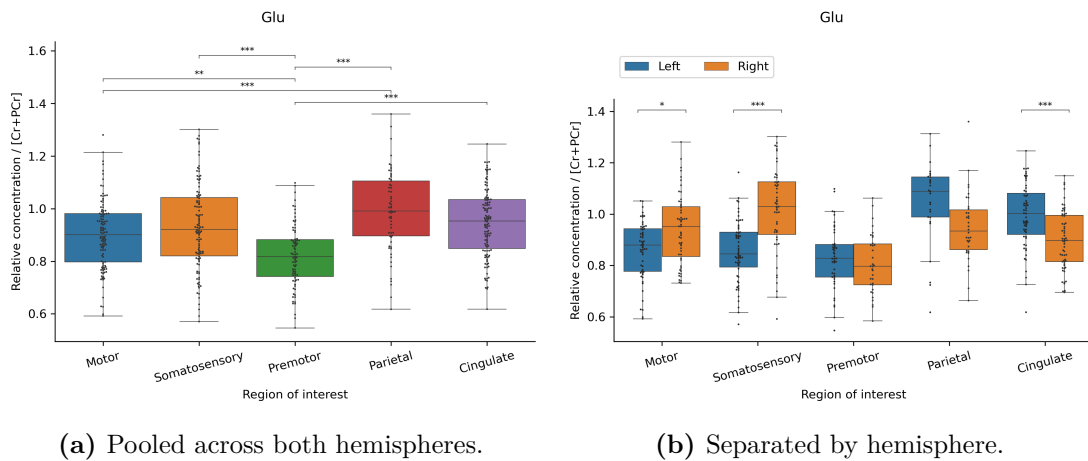 Glu
Relative concentration / [Cr+PCr]
1.6
1.4
1.2
1.0
0.8
0.6
***
***
**
***
***
Motor
Somatosensory
Premotor
Parietal
Cingulate
Region of interest
(a) Pooled across both hemispheres.
Glu
Left
Right
Relative concentration / [Cr+PCr]
1.4
1.2
1.0
0.8
0.6
*
***
***
Motor
Somatosensory
Premotor
Parietal
Cingulate
Region of interest
(b) Separated by hemisphere.